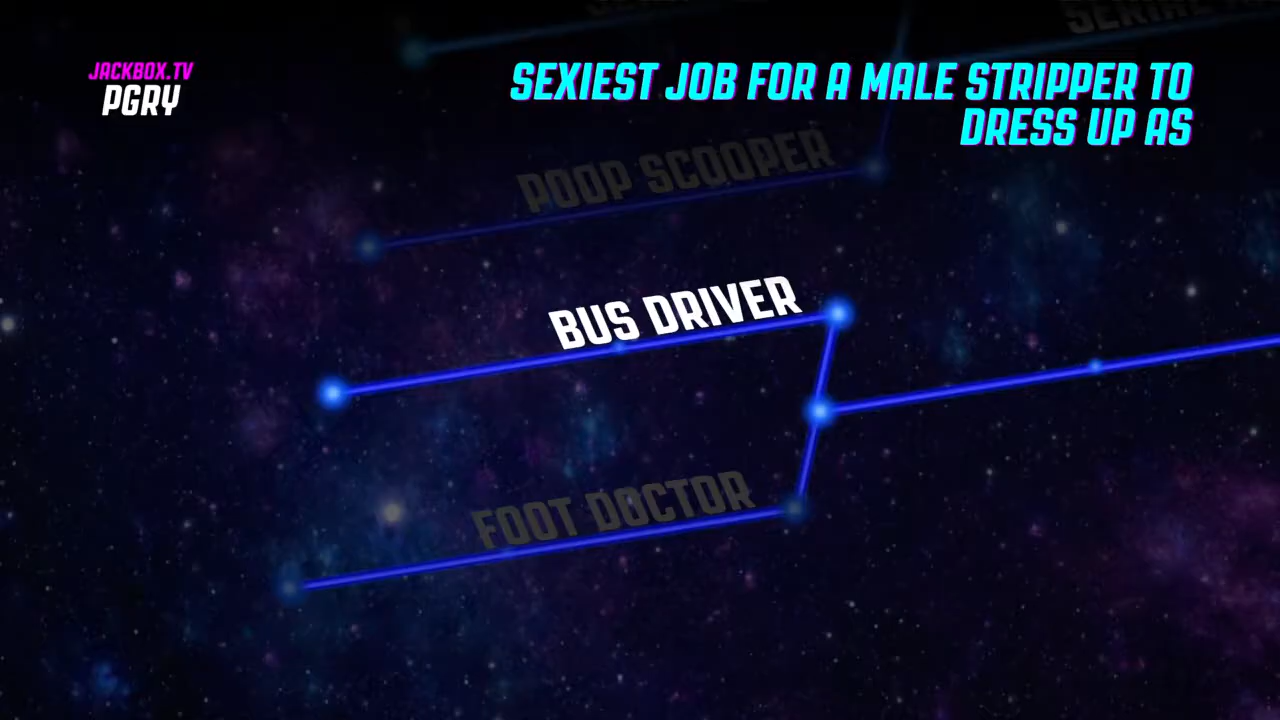 JACKBOX.TV
PGRY
SEXIEST JOB FOR A MALE STRIPPER TO
DRESS UP AS
POOP SCOOPER
BUS DRIVER
FOOT DOCTOR